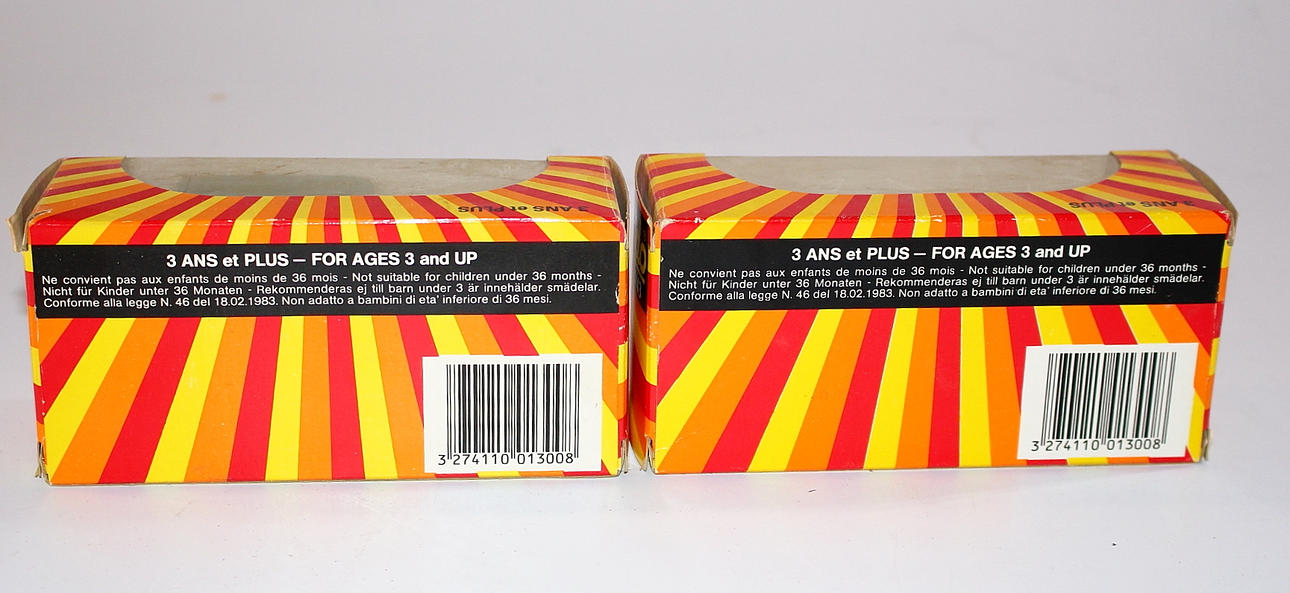 3 ANS et PLUS
3 ANS et PLUS — FOR AGES 3 and UP
Ne convient pas aux enfants de moins de 36 mois - Not suitable for children under 36 months -
Nicht für Kinder unter 36 Monaten - Rekommenderas ej till barn under 3 är innehälder smädelar.
Conforme alla legge N. 46 del 18.02.1983. Non adatto a bambini di eta' inferiore di 36 mesi.
3 274110 013008
3 ANS et PLUS
3 ANS et PLUS — FOR AGES 3 and UP
Ne convient pas aux enfants de moins de 36 mois - Not suitable for children under 36 months -
Nicht für Kinder unter 36 Monaten - Rekommenderas ej till barn under 3 är innehälder smädelar.
Conforme alla legge N. 46 del 18.02.1983. Non adatto a bambini di eta' inferiore di 36 mesi.
3 274110 013008